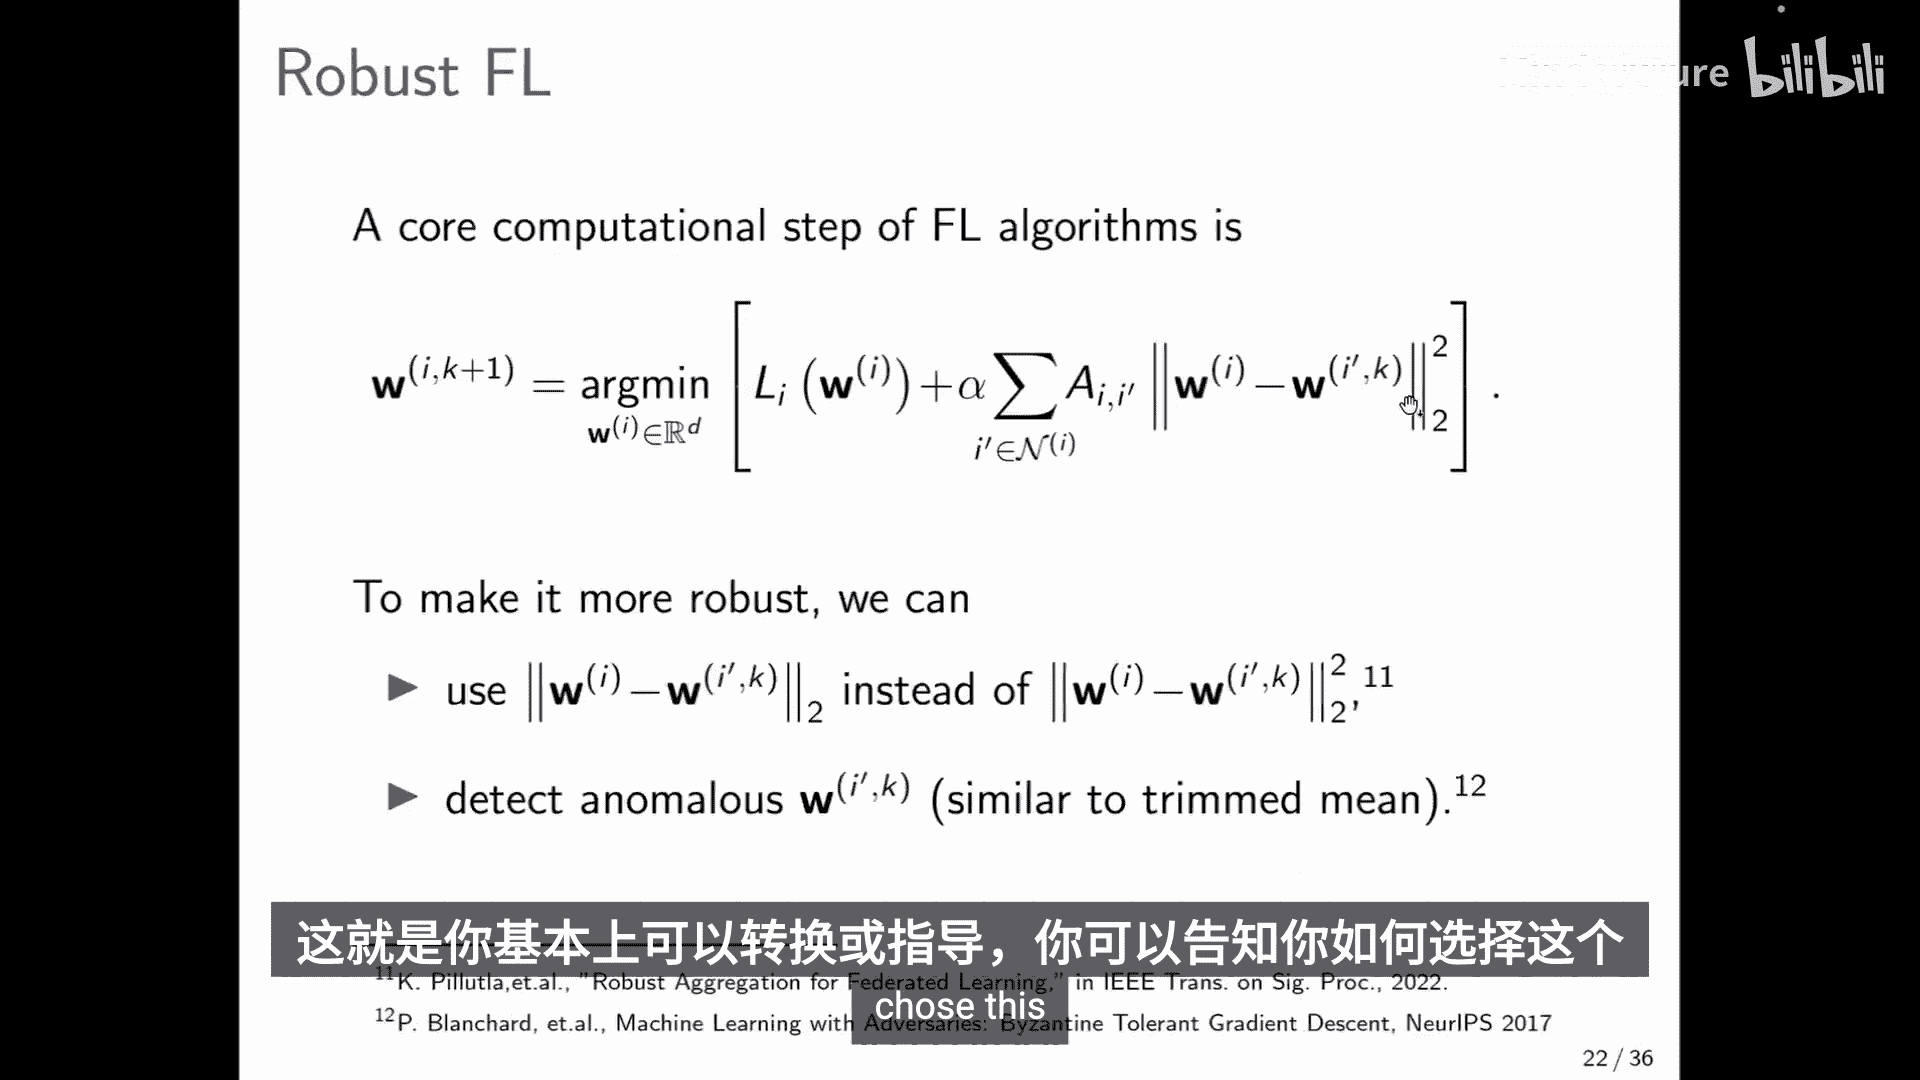 Robust FL
bilibili
A core computational step of FL algorithms is
w^{(i,k+1)} = argmin_{w^{(i)}∈ℝ^d} [ L_i (w^{(i)}) + α ∑_{i'∈𝒩^{(i)}} A_{i,i'} ‖w^{(i)} − w^{(i',k)}‖_2^2 ] .
To make it more robust, we can
▶ use ‖w^{(i)} − w^{(i',k)}‖_2 instead of ‖w^{(i)} − w^{(i',k)}‖_2^2,^{11}
▶ detect anomalous w^{(i',k)} (similar to trimmed mean).^{12}
这就是你基本上可以转换或指导，你可以告知你如何选择这个
^{11}K. Pillutla,et.al., "Robust Aggregation for Federated Learning," in IEEE Trans. on Sig. Proc., 2022.
chose this
^{12}P. Blanchard, et.al., Machine Learning with Adversaries: Byzantine Tolerant Gradient Descent, NeurIPS 2017
22 / 36